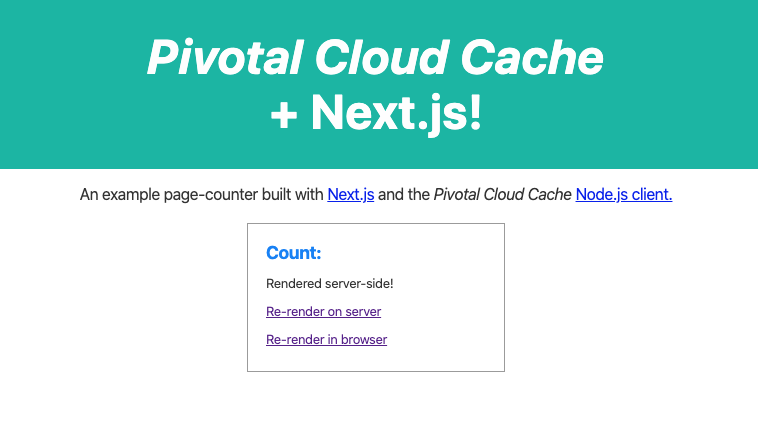 Pivotal Cloud Cache
+ Next.js!
An example page-counter built with Next.js and the Pivotal Cloud Cache Node.js client.
Count:
Rendered server-side!
Re-render on server
Re-render in browser